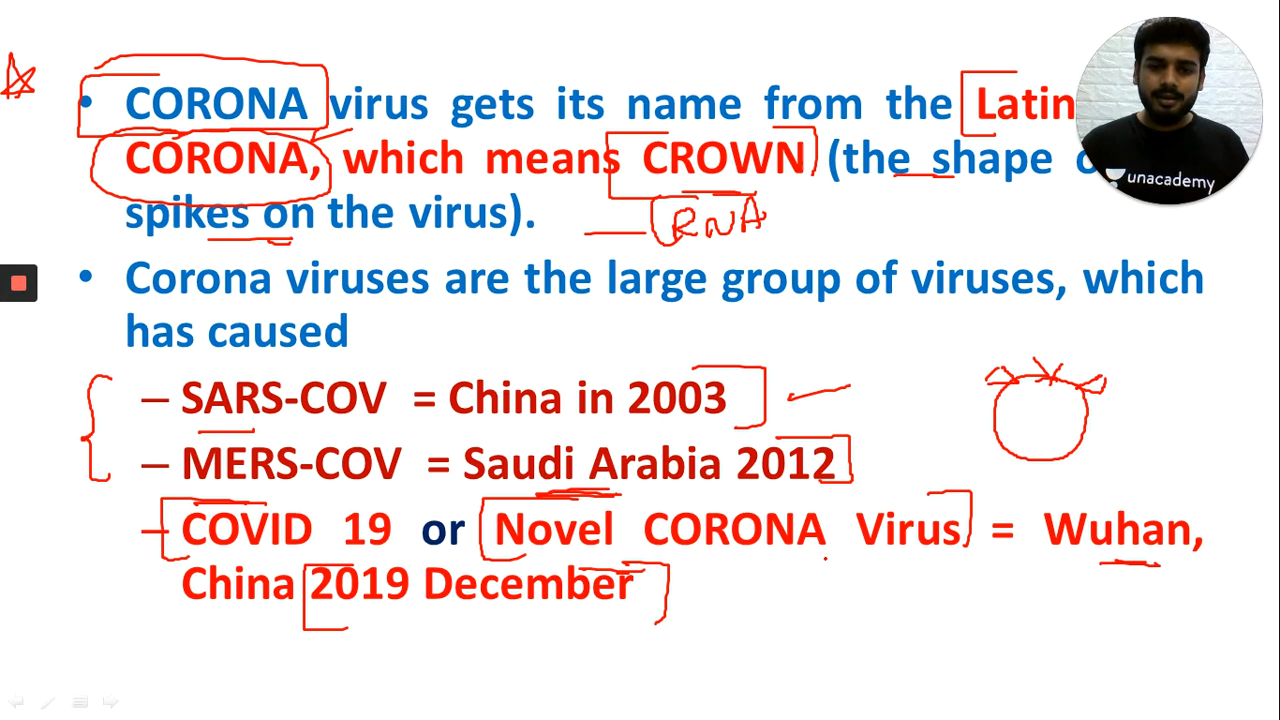 • CORONA virus gets its name from the Latin
CORONA, which means CROWN (the shape
spikes on the virus).
RNA
unacademy
• Corona viruses are the large group of viruses, which
has caused
– SARS-COV = China in 2003
– MERS-COV = Saudi Arabia 2012
– COVID 19 or Novel CORONA Virus = Wuhan,
China 2019 December